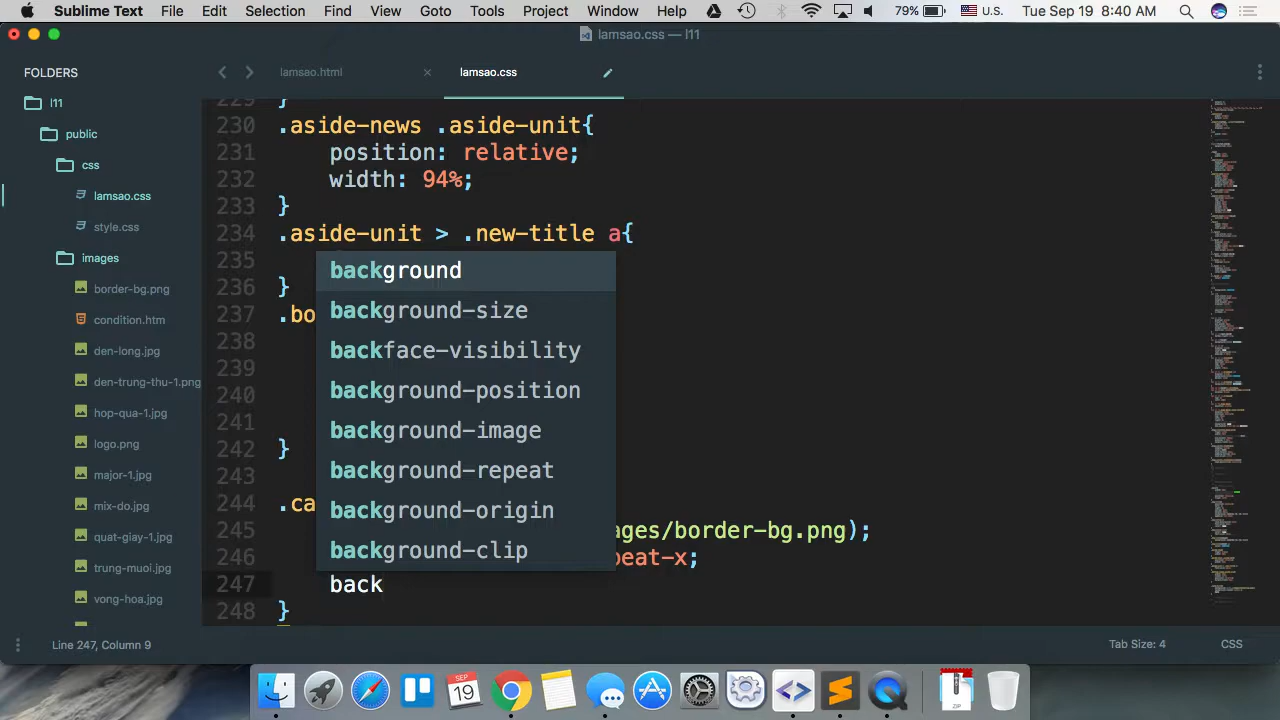 Sublime Text File Edit Selection Find View Goto Tools Project Window Help 79% U.S. Tue Sep 19 8:40 AM
lamsao.css — l11
FOLDERS
l11
public
css
lamsao.css
style.css
images
border-bg.png
condition.htm
den-long.jpg
den-trung-thu-1.png
hop-qua-1.jpg
logo.png
major-1.jpg
mix-do.jpg
quat-giay-1.jpg
trung-muoi.jpg
vong-hoa.jpg
lamsao.html
lamsao.css
229 }
230 .aside-news .aside-unit{
231 position: relative;
232 width: 94%;
233 }
234 .aside-unit > .new-title a{
235
236 }
237 .bo
238
239
240
241
242 }
243
244 .ca
245 ages/border-bg.png);
246 peat-x;
247 back
248 }
background
background-size
backface-visibility
background-position
background-image
background-repeat
background-origin
background-clip
Line 247, Column 9
Tab Size: 4 CSS
SEP
19
ZIP